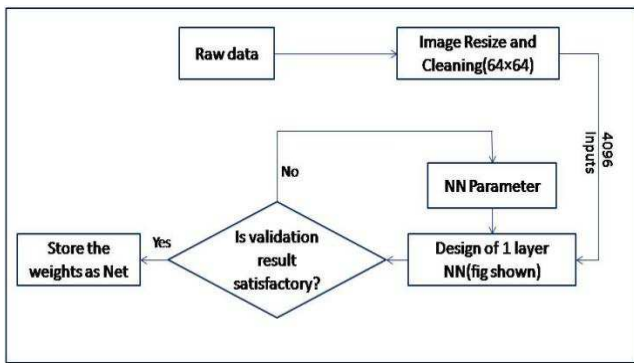 Raw data
Image Resize and
Cleaning(64×64)
4096
Inputs
No
NN Parameter
Store the
weights as Net
Yes
Is validation
result
satisfactory?
Design of 1 layer
NN(fig shown)